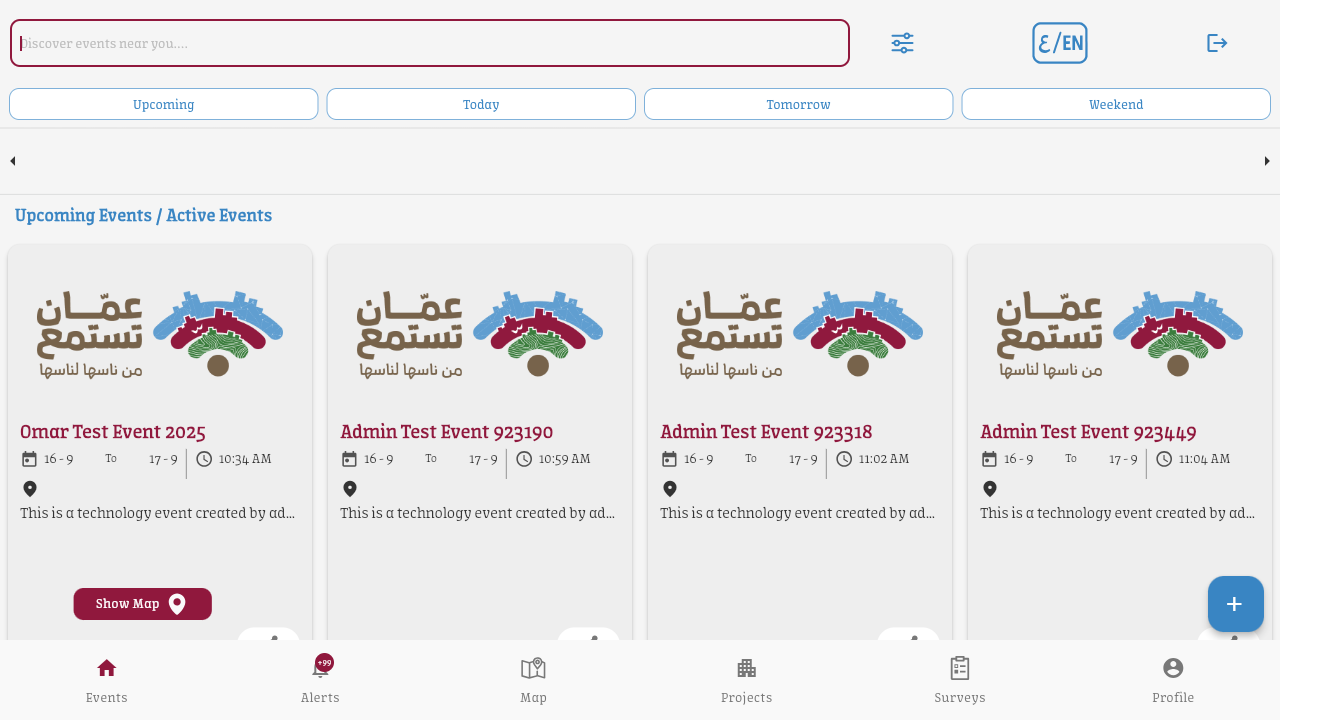 Discover events near you....
ع/EN
Upcoming
Today
Tomorrow
Weekend
Upcoming Events / Active Events
عمّان
تستمع
من ناسها لناسها
Omar Test Event 2025
16 - 9 To 17 - 9 10:34 AM
This is a technology event created by ad...
Show Map
عمّان
تستمع
من ناسها لناسها
Admin Test Event 923190
16 - 9 To 17 - 9 10:59 AM
This is a technology event created by ad...
عمّان
تستمع
من ناسها لناسها
Admin Test Event 923318
16 - 9 To 17 - 9 11:02 AM
This is a technology event created by ad...
عمّان
تستمع
من ناسها لناسها
Admin Test Event 923449
16 - 9 To 17 - 9 11:04 AM
This is a technology event created by ad...
+99
Events
Alerts
Map
Projects
Surveys
Profile